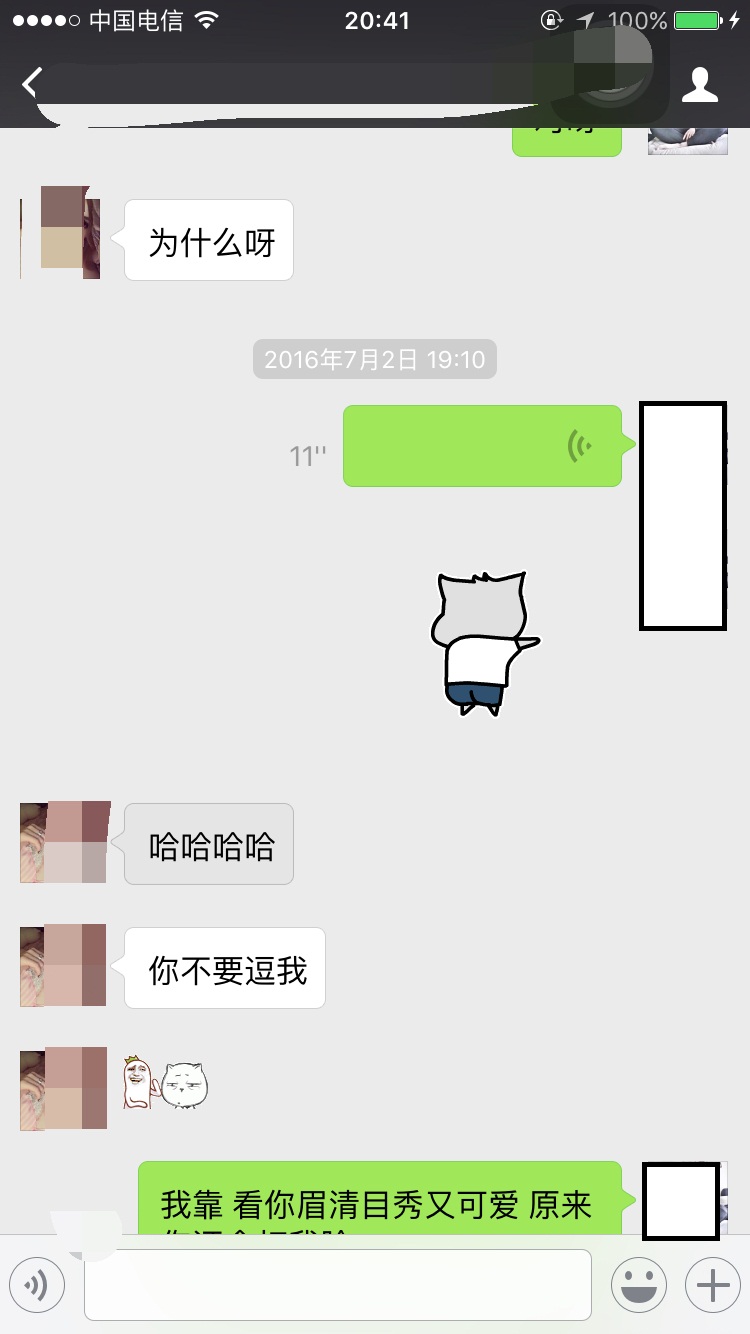 中国电信
20:41
100%
为什么呀
2016年7月2日 19:10
11''
哈哈哈哈
你不要逗我
我靠 看你眉清目秀又可爱 原来